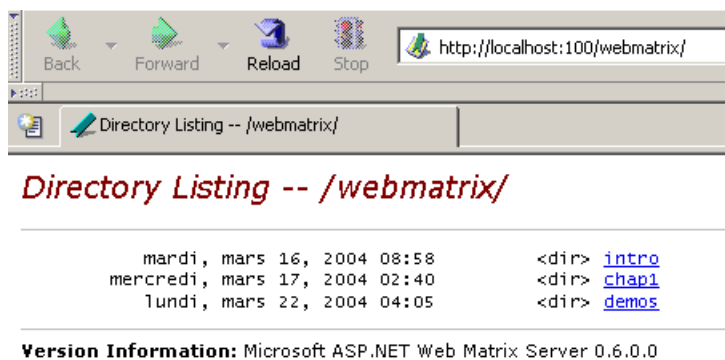 Back Forward Reload Stop http://localhost:100/webmatrix/
Directory Listing -- /webmatrix/
Directory Listing -- /webmatrix/
mardi, mars 16, 2004 08:58 <dir> intro
mercredi, mars 17, 2004 02:40 <dir> chap1
lundi, mars 22, 2004 04:05 <dir> demos
Version Information: Microsoft ASP.NET Web Matrix Server 0.6.0.0